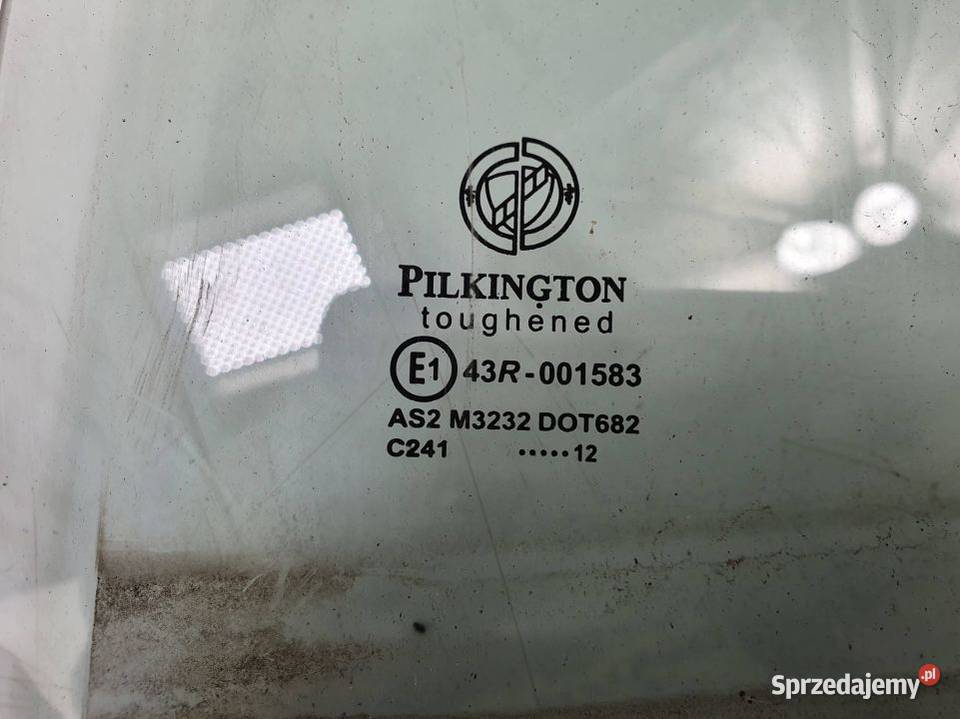 PILKINGTON
toughened
E1 43R-001583
AS2 M3232 DOT682
C241 ·····12
Sprzedajemy.pl